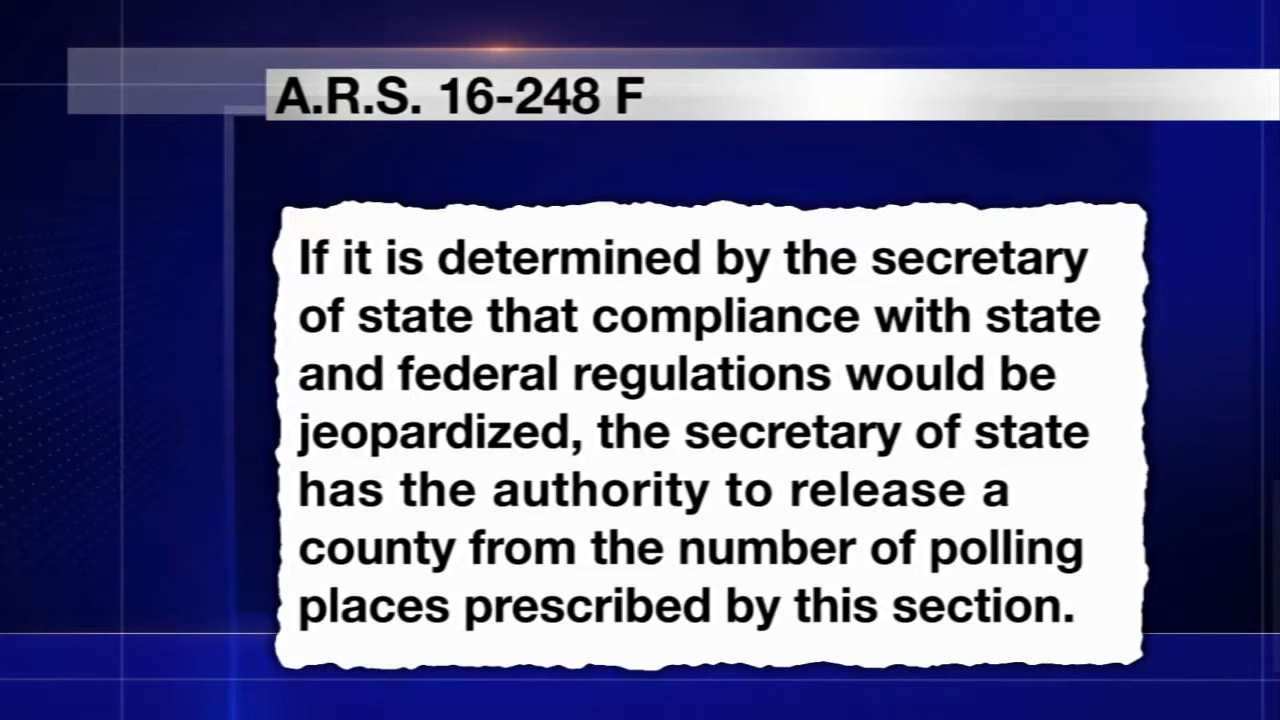 A.R.S. 16-248 F
If it is determined by the secretary
of state that compliance with state
and federal regulations would be
jeopardized, the secretary of state
has the authority to release a
county from the number of polling
places prescribed by this section.